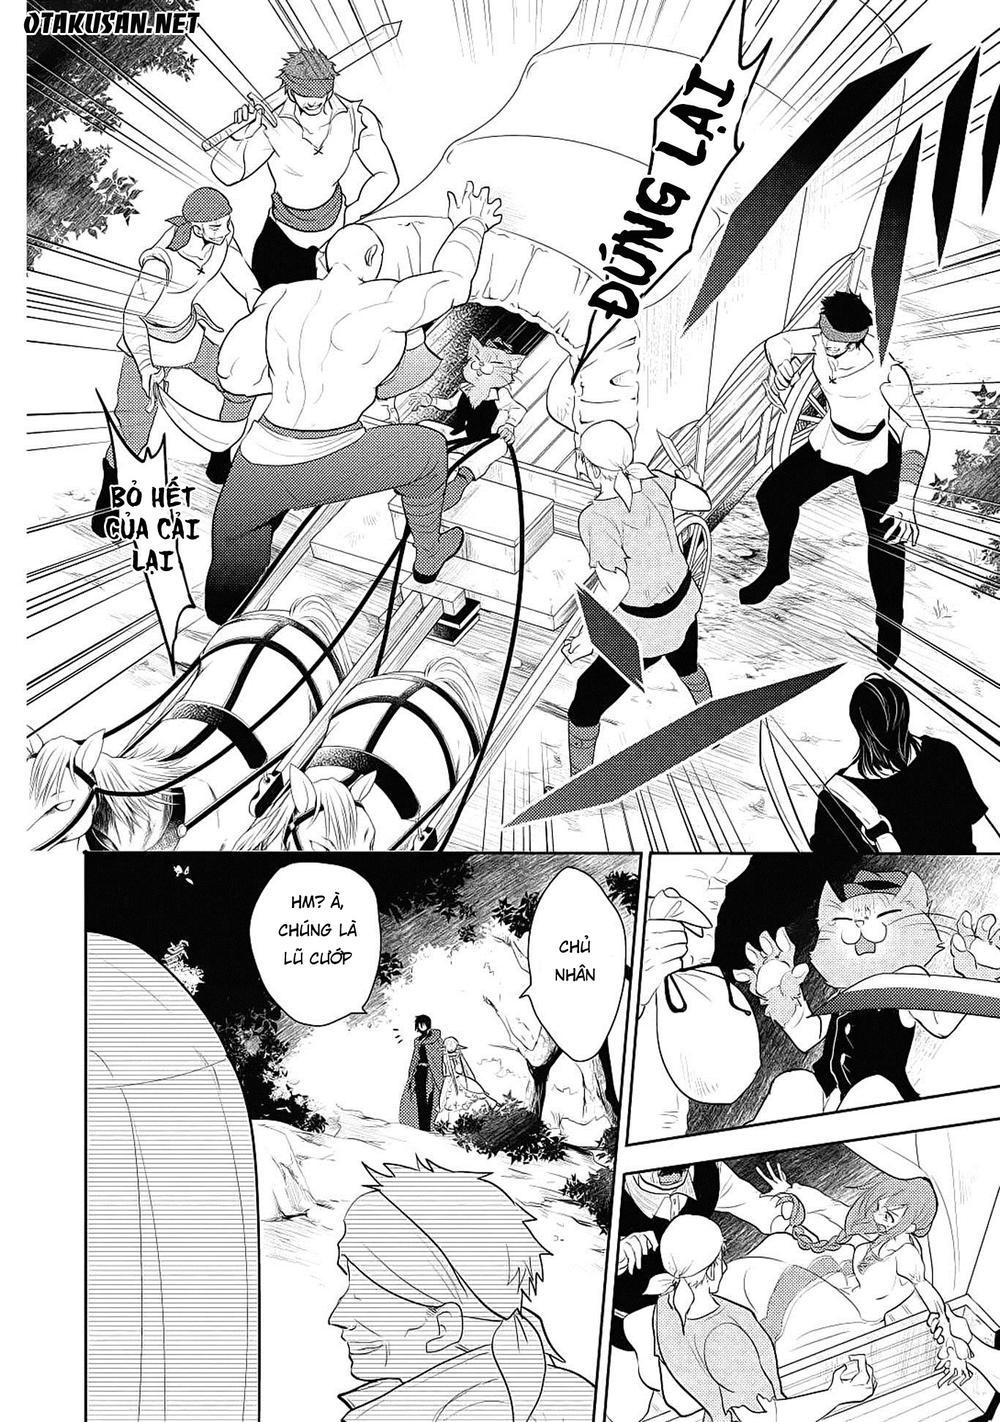 OTAKUSAN.NET
ĐỨNG LẠI
BỎ HẾT
CỦA CẢI
LẠI
CHỦ
NHÂN
HM? À,
CHÚNG LÀ
LŨ CƯỚP